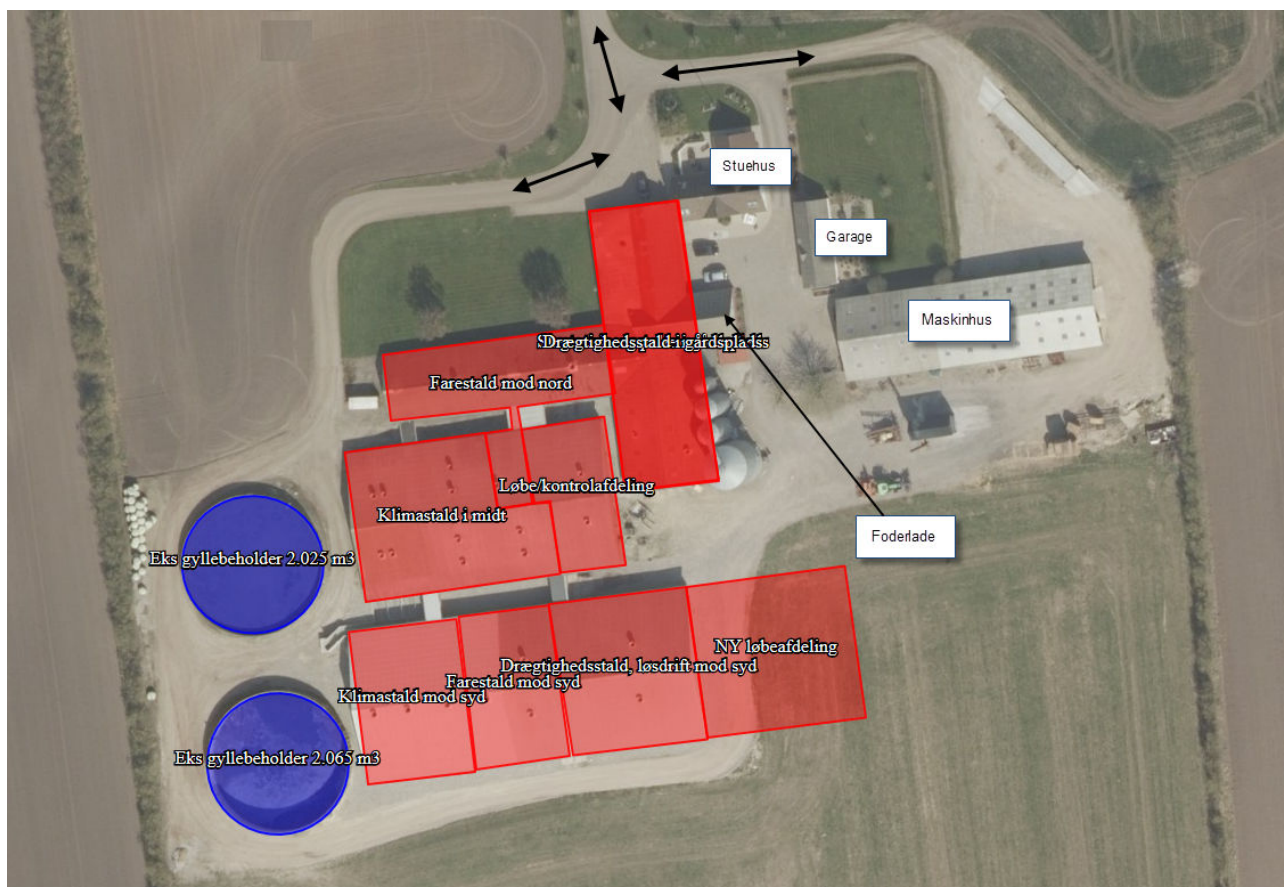 Stuehus
Garage
Maskinhus
Drægtighedsstald i gårdsplads
Farestald mod nord
Løbe/kontrolafdeling
Klimastald i midt
Foderlade
Eks gyllebeholder 2.025 m3
NY løbeafdeling
Drægtighedsstald, løsdrift mod syd
Farestald mod syd
Klimastald mod syd
Eks gyllebeholder 2.065 m3